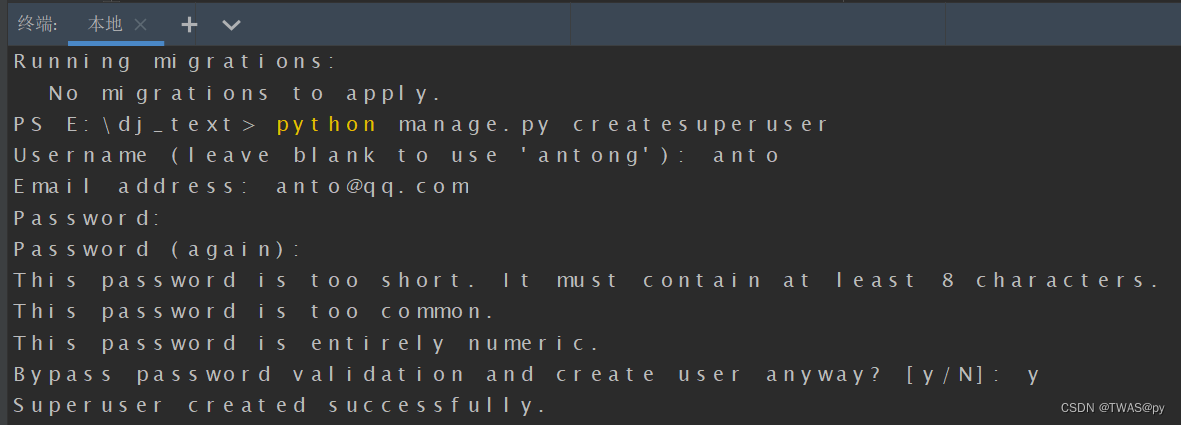 终端: 本地
Running migrations:
No migrations to apply.
PS E:\dj_text> python manage.py createsuperuser
Username (leave blank to use 'antong'): anto
Email address: anto@qq.com
Password:
Password (again):
This password is too short. It must contain at least 8 characters.
This password is too common.
This password is entirely numeric.
Bypass password validation and create user anyway? [y/N]: y
Superuser created successfully.
CSDN @TWAS@py